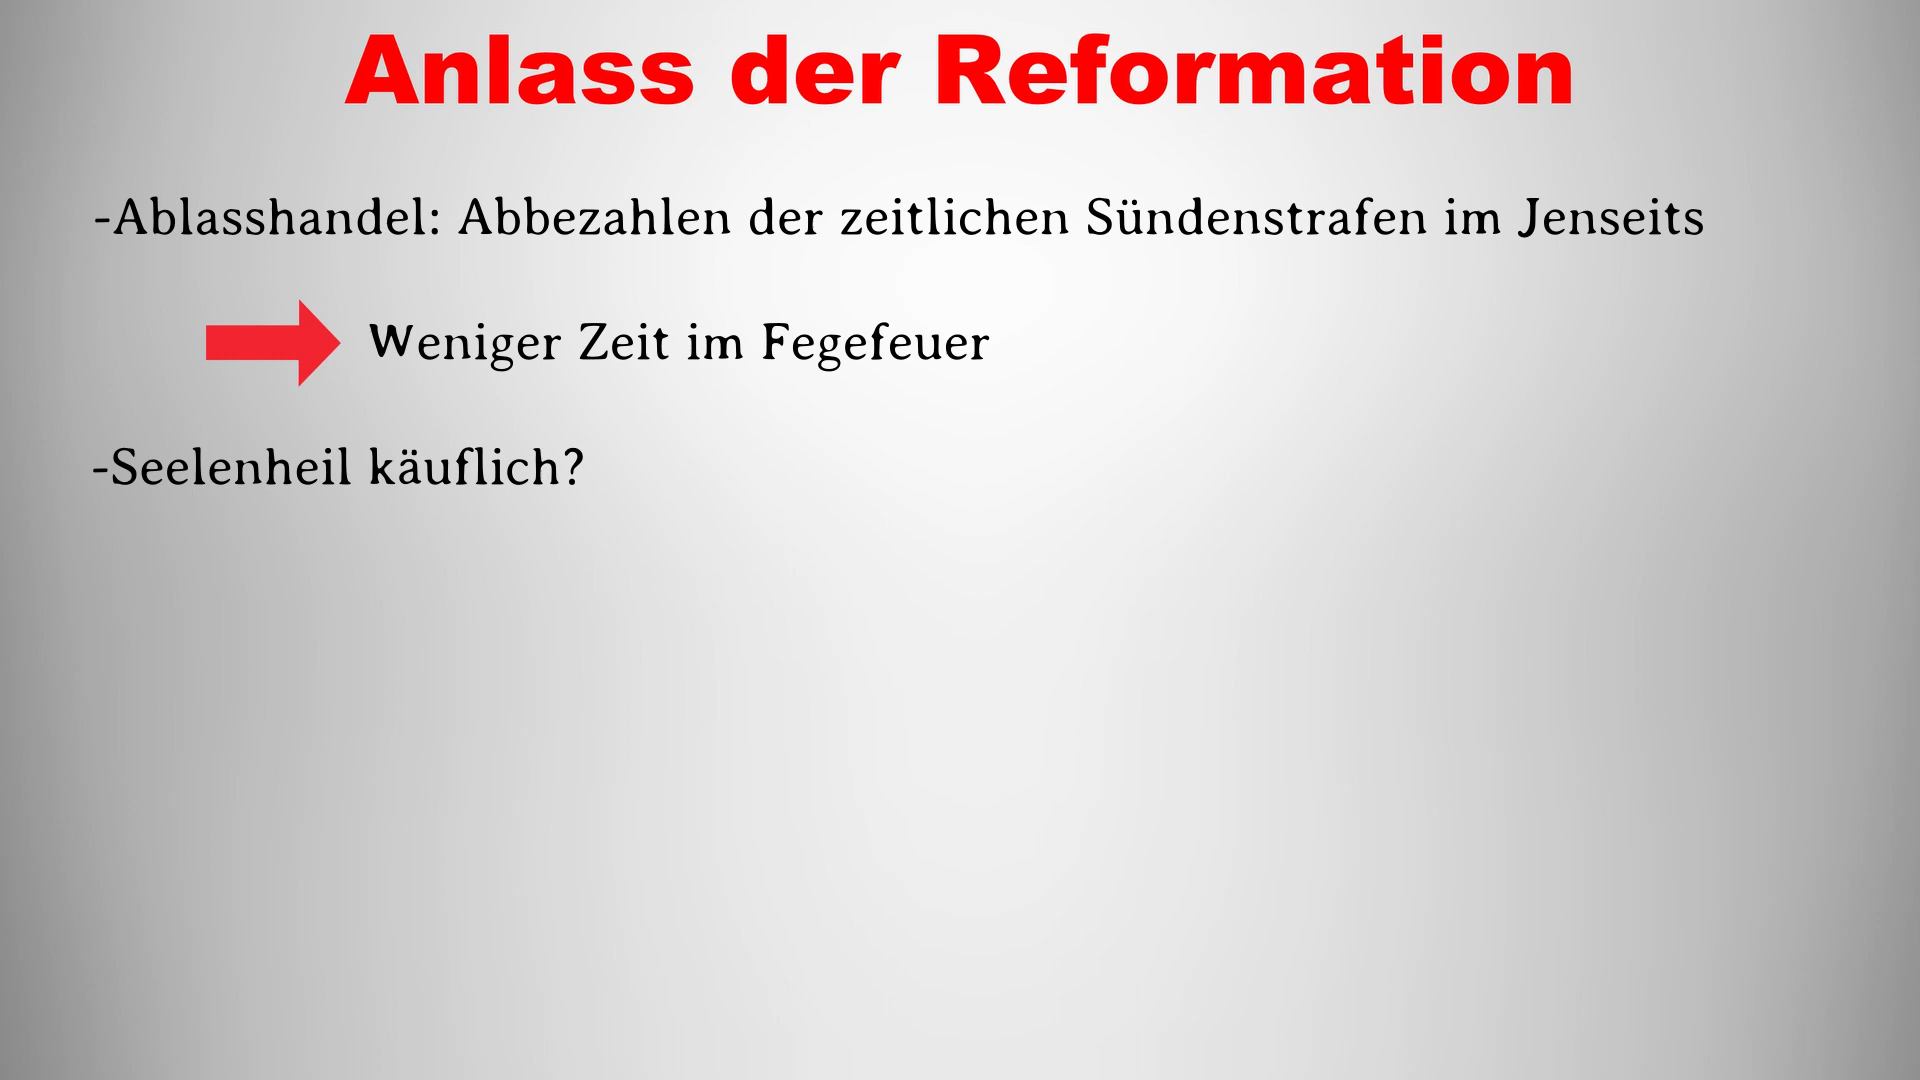 Anlass der Reformation
-Ablasshandel: Abbezahlen der zeitlichen Sündenstrafen im Jenseits
Weniger Zeit im Fegefeuer
-Seelenheil käuflich?